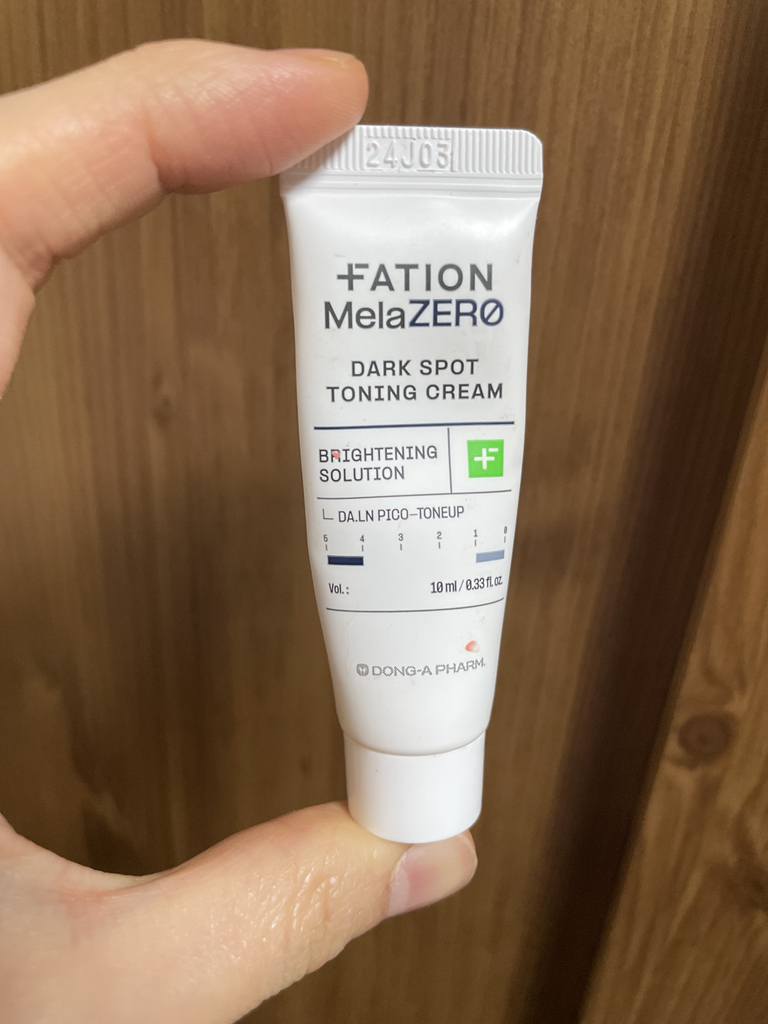 24J03
FATION
MelaZERO
DARK SPOT
TONING CREAM
BRIGHTENING
SOLUTION
F
DA.LN PICO-TONEUP
5 4 3 2 1 0
Vol.: 10 ml / 0.33 fl. oz.
DONG-A PHARM.